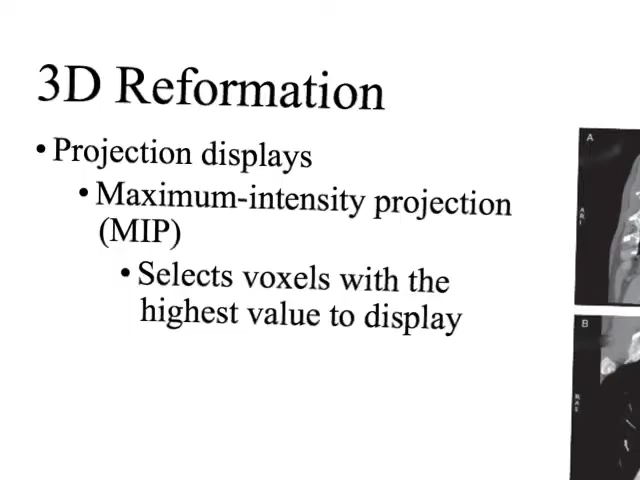 3D Reformation
• Projection displays
• Maximum-intensity projection
(MIP)
• Selects voxels with the
highest value to display
A
B